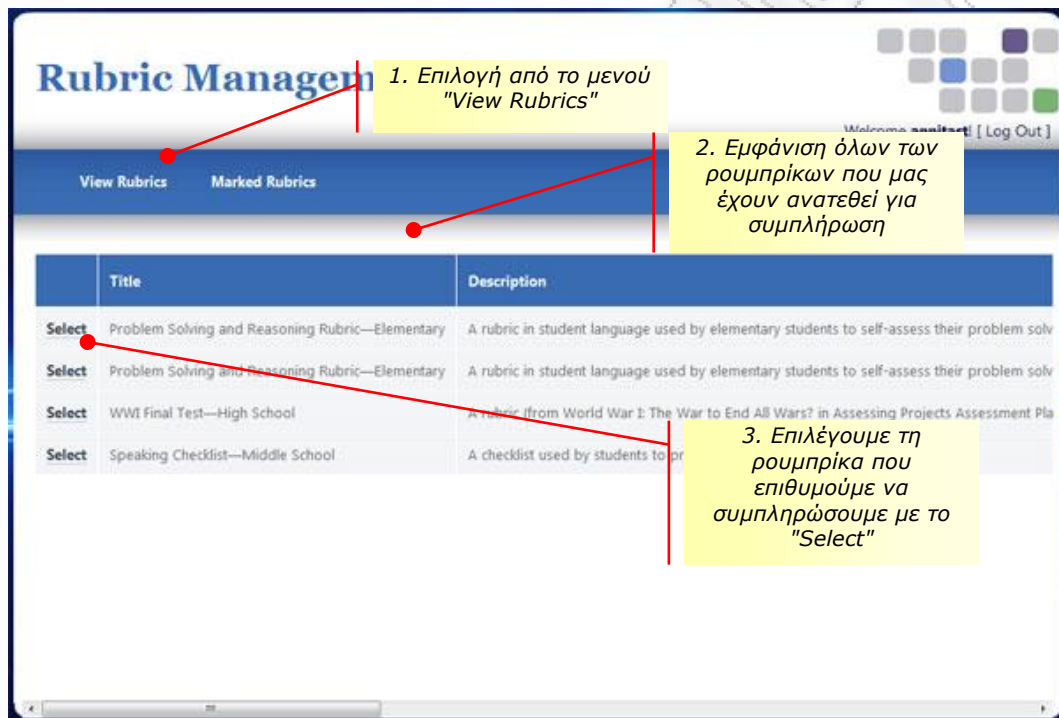 Rubric Managem
1. Επιλογή από το μενού
"View Rubrics"
Welcome annitast! [ Log Out ]
2. Εμφάνιση όλων των
ρουμπρίκων που μας
έχουν ανατεθεί για
συμπλήρωση
View Rubrics Marked Rubrics
Title Description
Select Problem Solving and Reasoning Rubric—Elementary A rubric in student language used by elementary students to self-assess their problem solv
Select Problem Solving and Reasoning Rubric—Elementary A rubric in student language used by elementary students to self-assess their problem solv
Select WWI Final Test—High School A rubric (from World War I: The War to End All Wars? in Assessing Projects Assessment Pla
Select Speaking Checklist—Middle School A checklist used by students to pr
3. Επιλέγουμε τη
ρουμπρίκα που
επιθυμούμε να
συμπληρώσουμε με το
"Select"